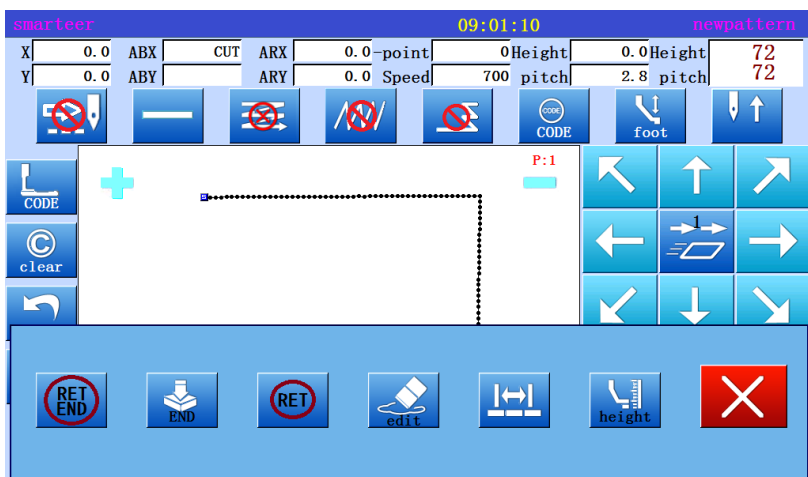 smarteer 09:01:10 newpattern
X 0.0 ABX CUT ARX 0.0 -point 0 Height 0.0 Height 72
Y 0.0 ABY ARY 0.0 Speed 700 pitch 2.8 pitch 72
CODE
CODE foot
P:1
CODE
1
©
clear
RET
END
END
RET
edit
height